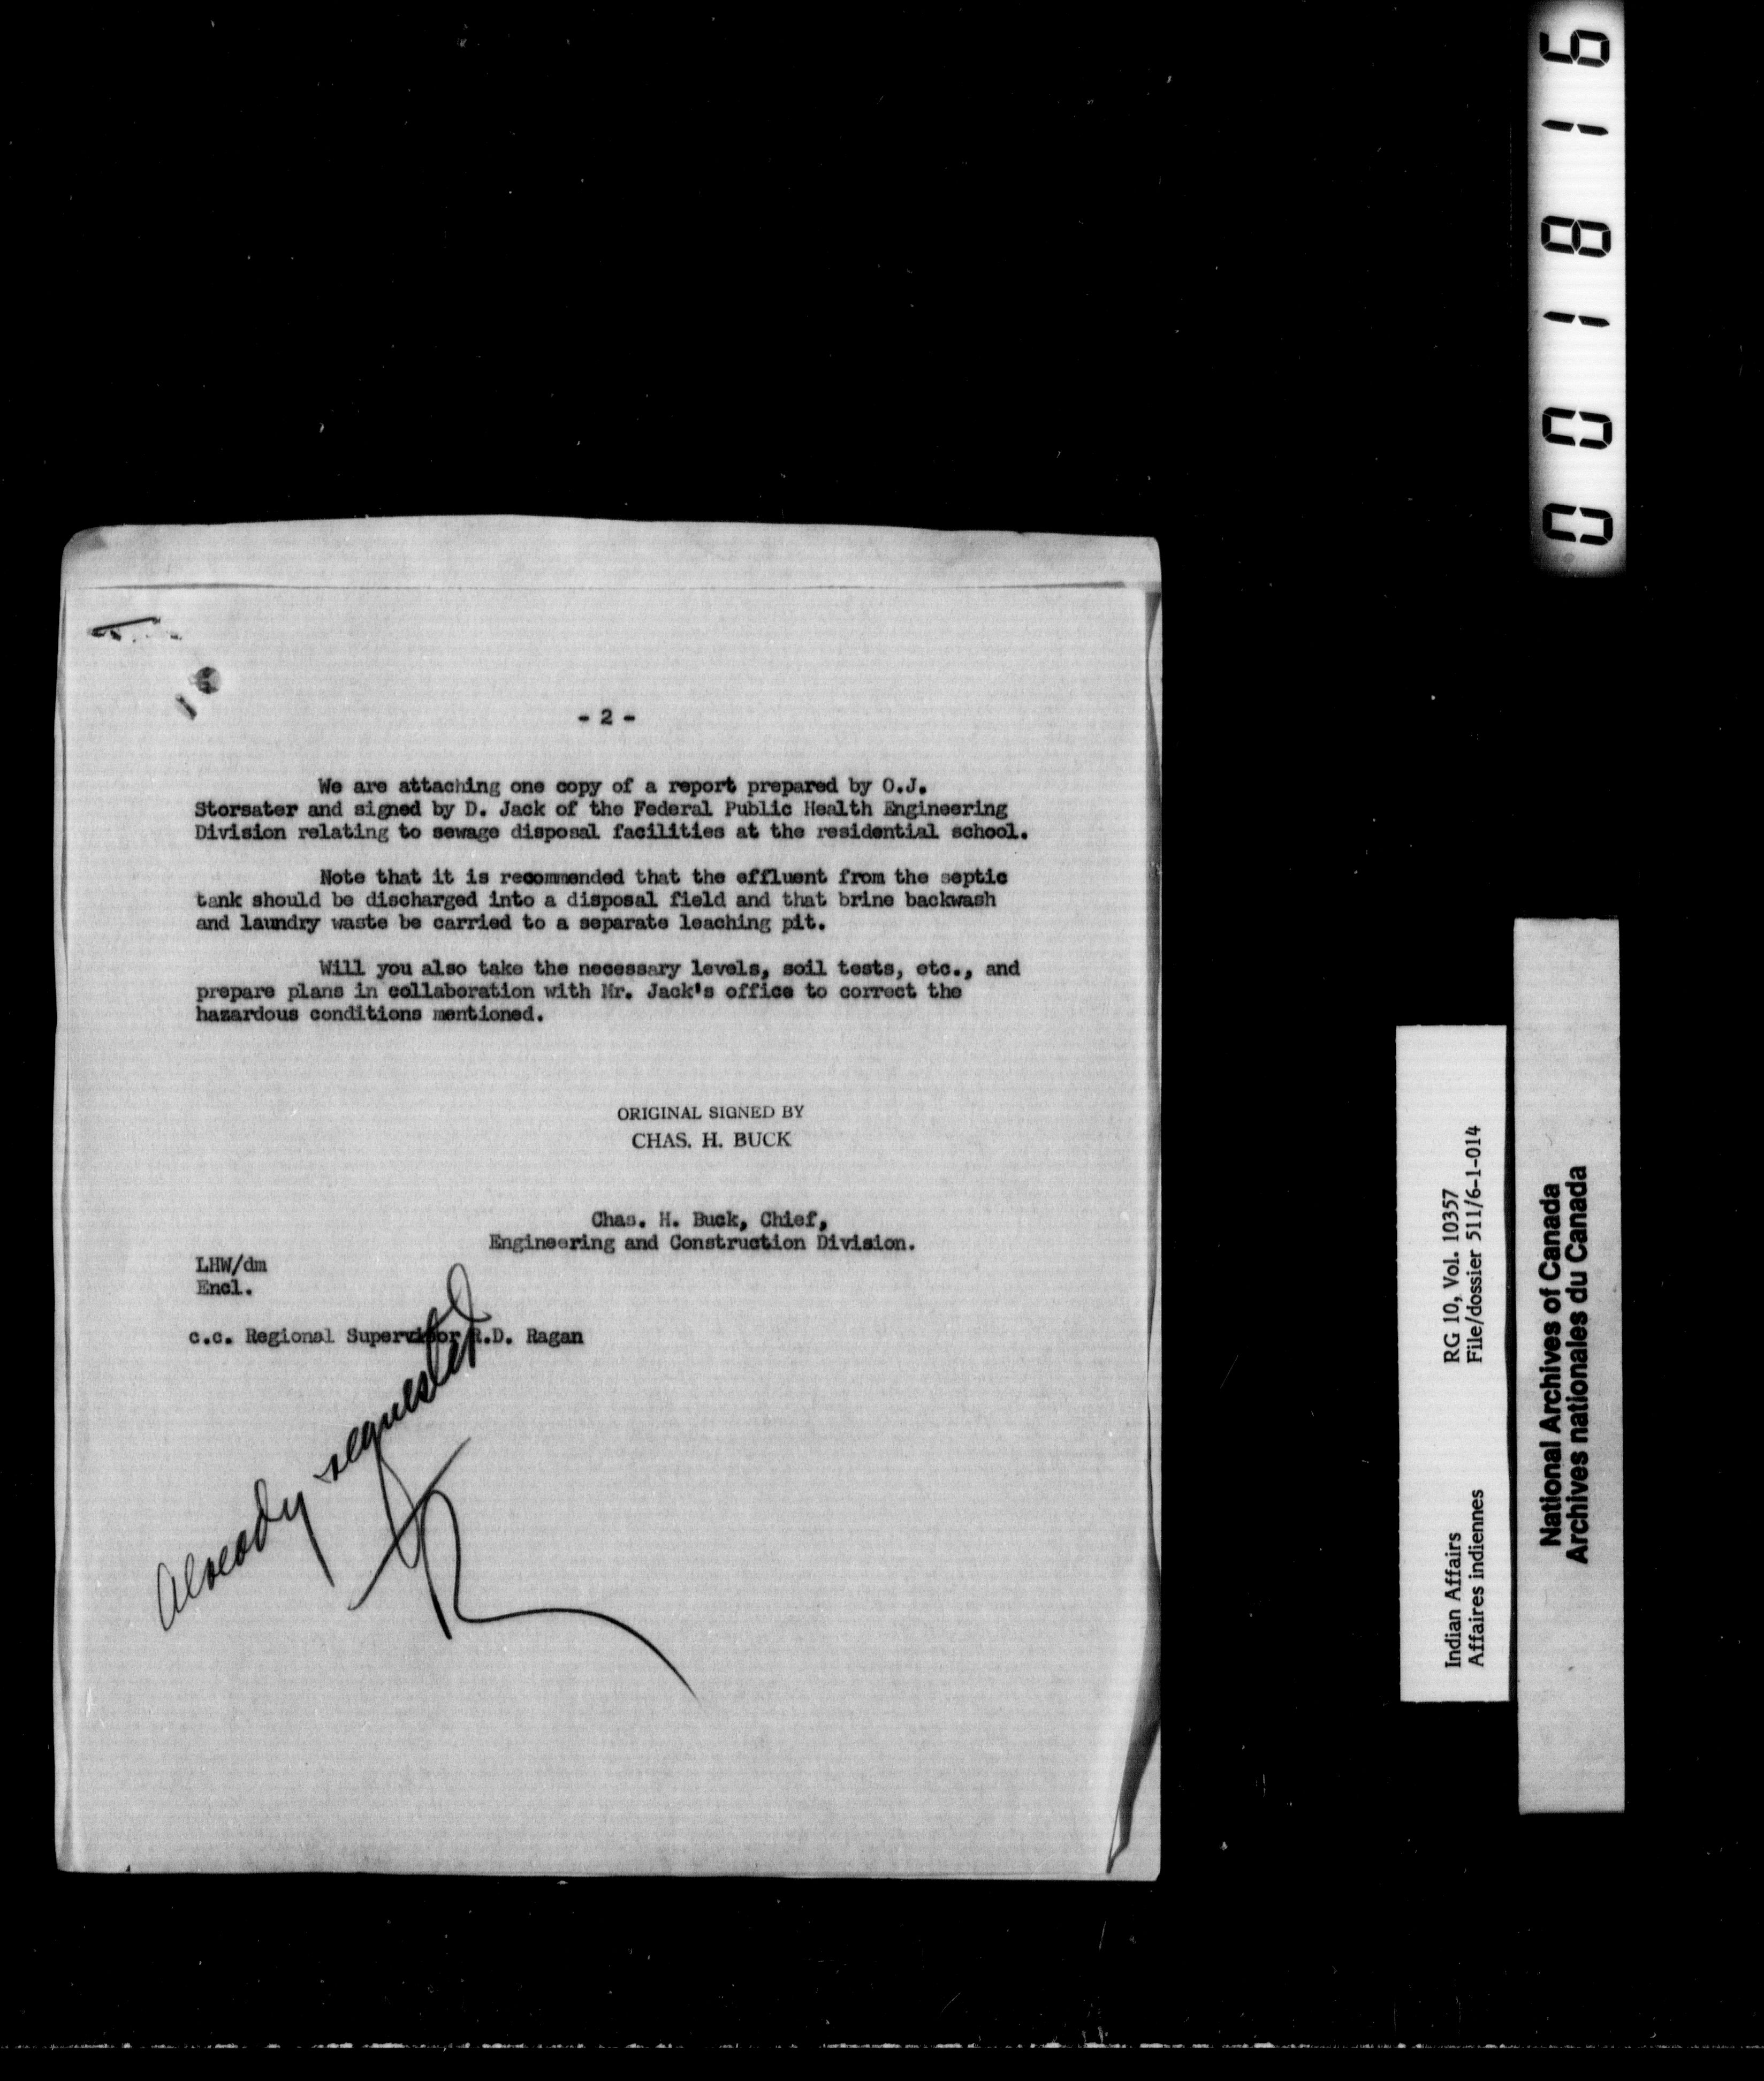 - 2 -
We are attaching one copy of a report prepared by O.J.
Storsater and signed by D. Jack of the Federal Public Health Engineering
Division relating to sewage disposal facilities at the residential school.
Note that it is recommended that the effluent from the septic
tank should be discharged into a disposal field and that brine backwash
and laundry waste be carried to a separate leaching pit.
Will you also take the necessary levels, soil tests, etc., and
prepare plans in collaboration with Mr. Jack's office to correct the
hazardous conditions mentioned.
ORIGINAL SIGNED BY
CHAS. H. BUCK
Chas. H. Buck, Chief,
Engineering and Construction Division.
LHW/dm
Encl.
c.c. Regional Supervisor R.D. Ragan
Already requested
001816
Indian Affairs RG 10, Vol. 10357
Affaires indiennes File/dossier 511/6-1-014
National Archives of Canada
Archives nationales du Canada